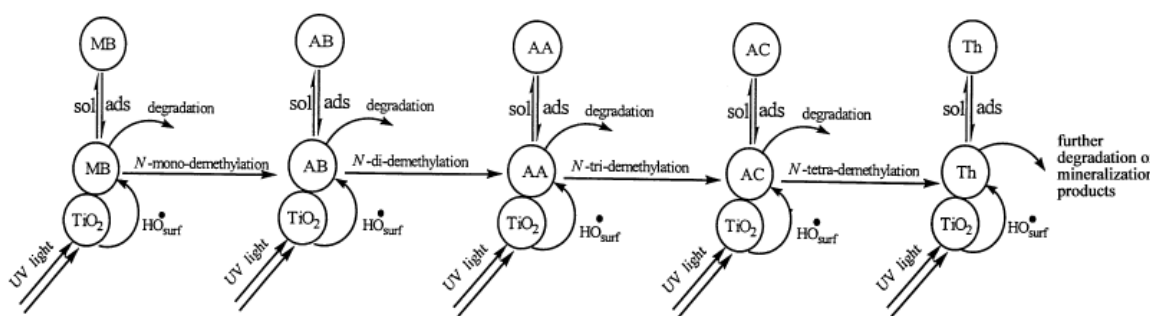 MB
AB
AA
AC
Th
sol ads
degradation
sol ads
degradation
sol ads
degradation
sol ads
degradation
sol ads
further
degradation o
mineralization
products
MB
N-mono-demethylation
AB
N-di-demethylation
AA
N-tri-demethylation
AC
N-tetra-demethylation
Th
TiO2
HO•surf
TiO2
HO•surf
TiO2
HO•surf
TiO2
HO•surf
TiO2
HO•surf
UV light
UV light
UV light
UV light
UV light